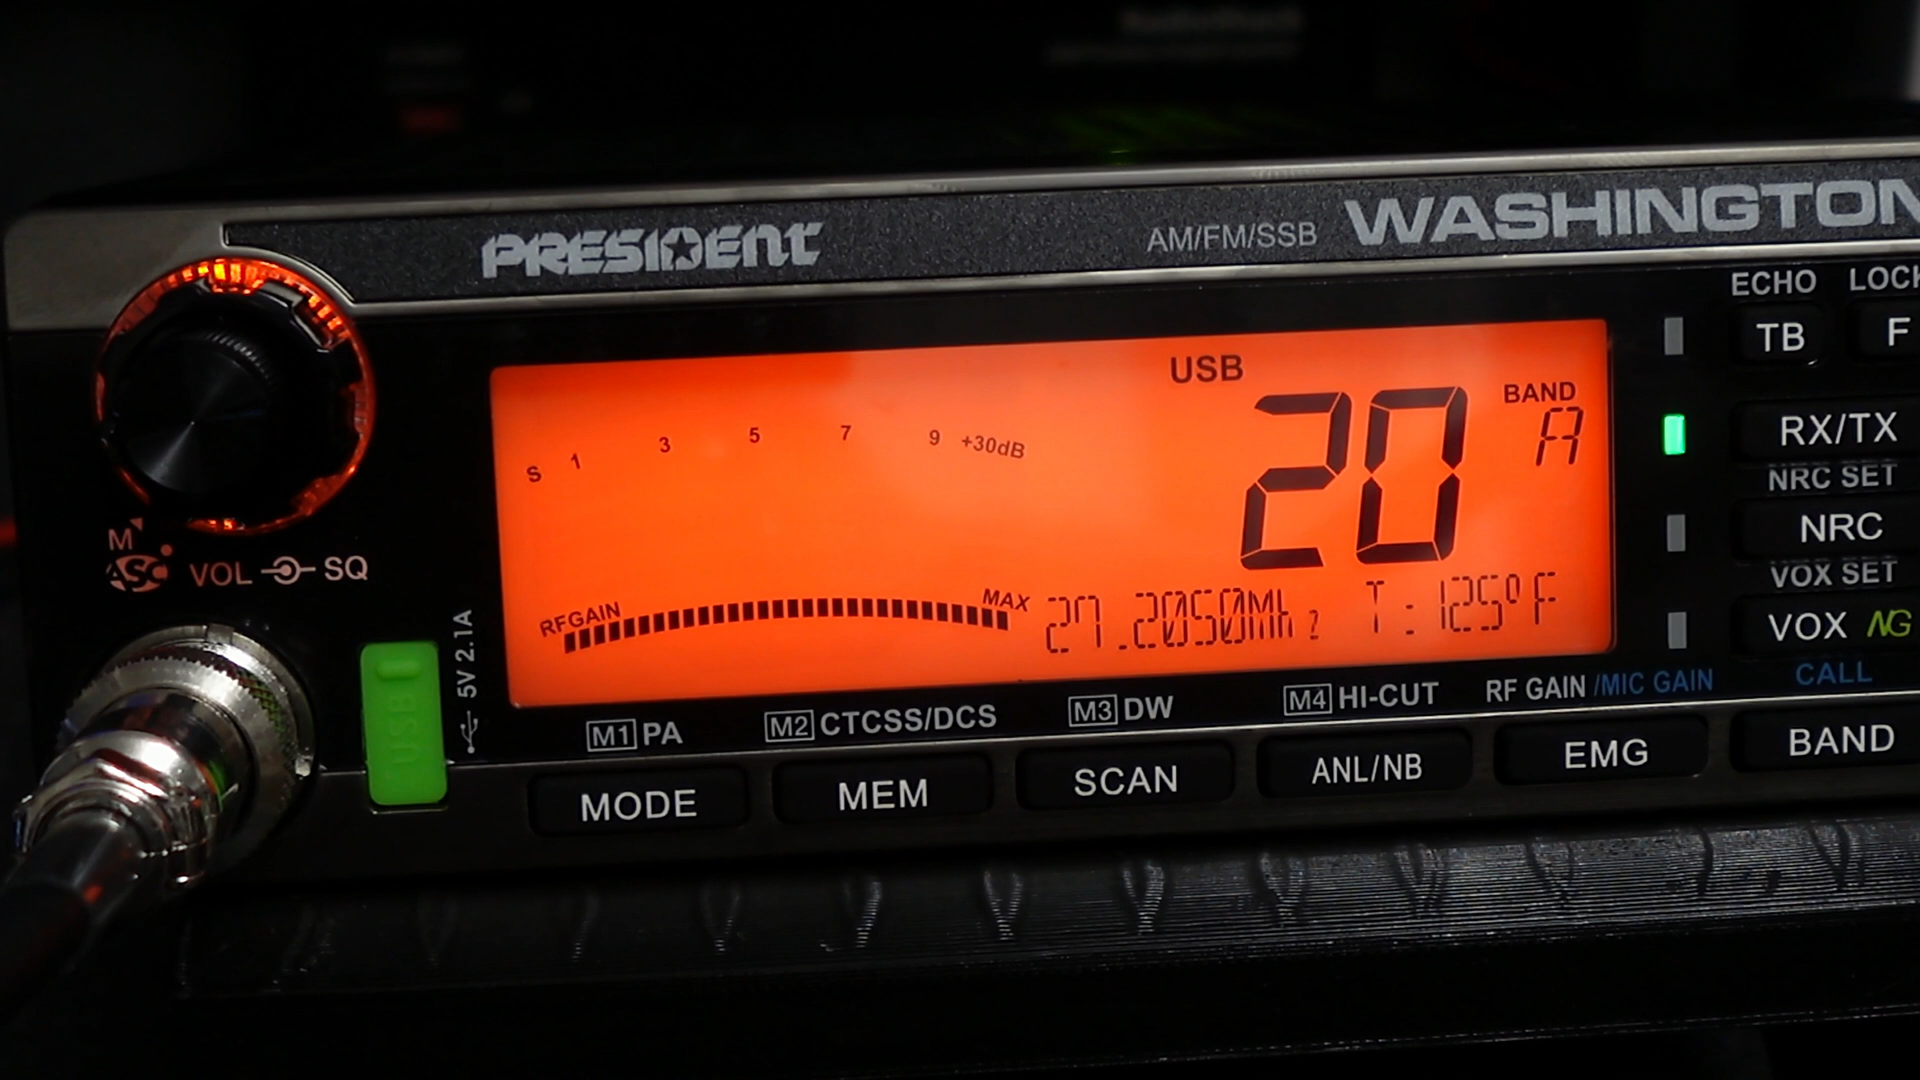 PRESIDENT
AM/FM/SSB WASHINGTON
ECHO LOCK
TB F
USB
20
BAND
A
S 1 3 5 7 9 +30dB
RX/TX
NRC SET
NRC
VOX SET
VOX NG
CALL
M
ASC
VOL SQ
RFGAIN MAX
27.2050MHz T:125°F
USB
5V 2.1A
M1 PA M2 CTCSS/DCS M3 DW M4 HI-CUT RF GAIN/MIC GAIN
MODE MEM SCAN ANL/NB EMG BAND